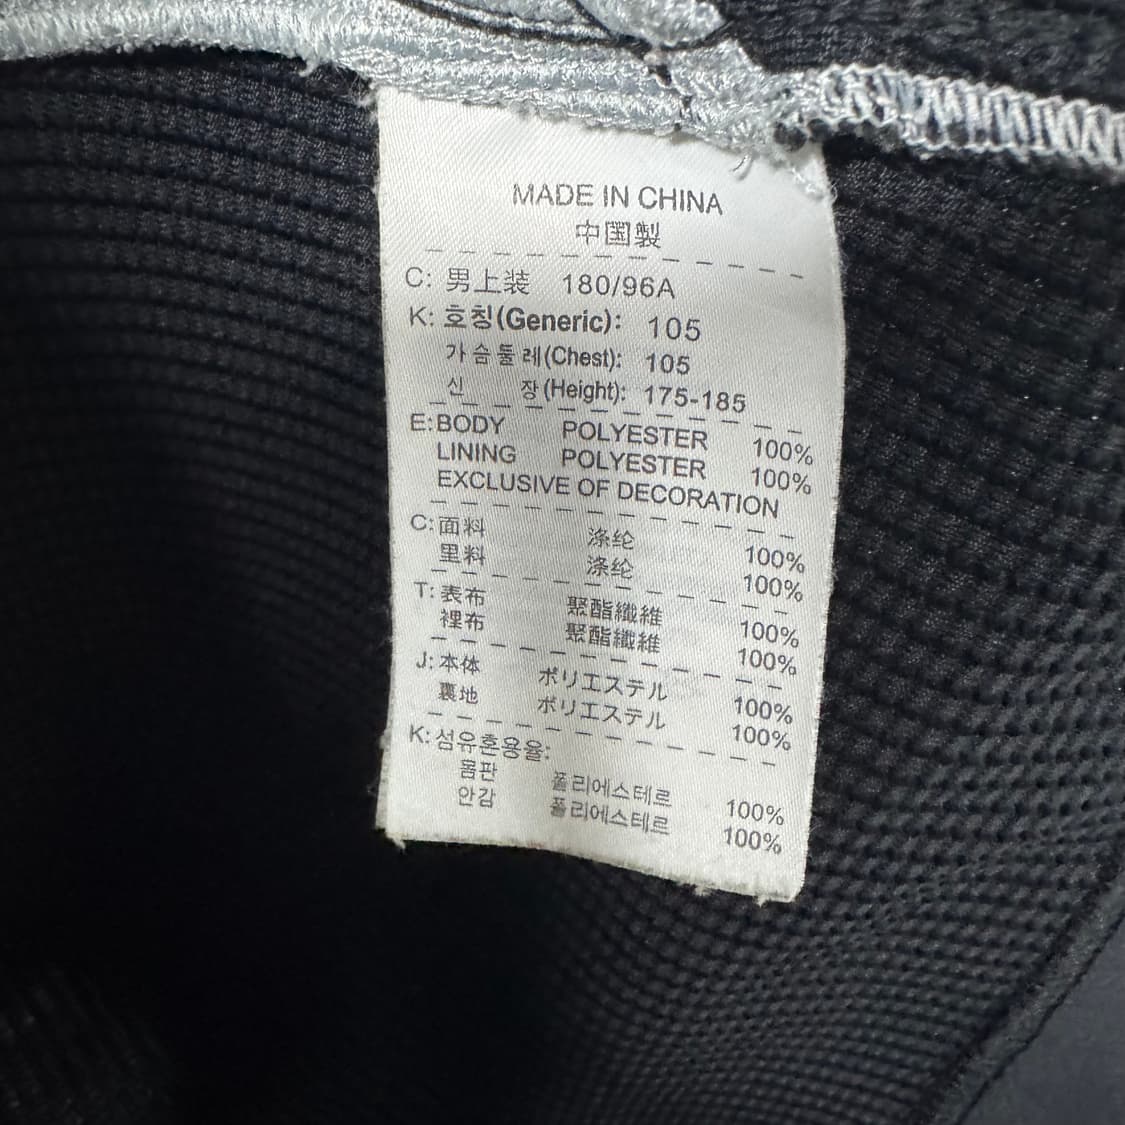 MADE IN CHINA
中国製
C: 男上装 180/96A
K: 호칭(Generic): 105
가슴둘레(Chest): 105
신 장(Height): 175-185
E:BODY POLYESTER 100%
LINING POLYESTER 100%
EXCLUSIVE OF DECORATION
C:面料 涤纶 100%
里料 涤纶 100%
T:表布 聚酯纖維 100%
裡布 聚酯纖維 100%
J:本体 ポリエステル 100%
裏地 ポリエステル 100%
K:섬유혼용율:
몸판 폴리에스테르 100%
안감 폴리에스테르 100%